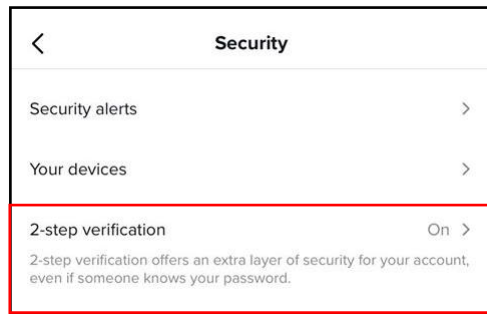 Security
Security alerts
Your devices
2-step verification On
2-step verification offers an extra layer of security for your account,
even if someone knows your password.